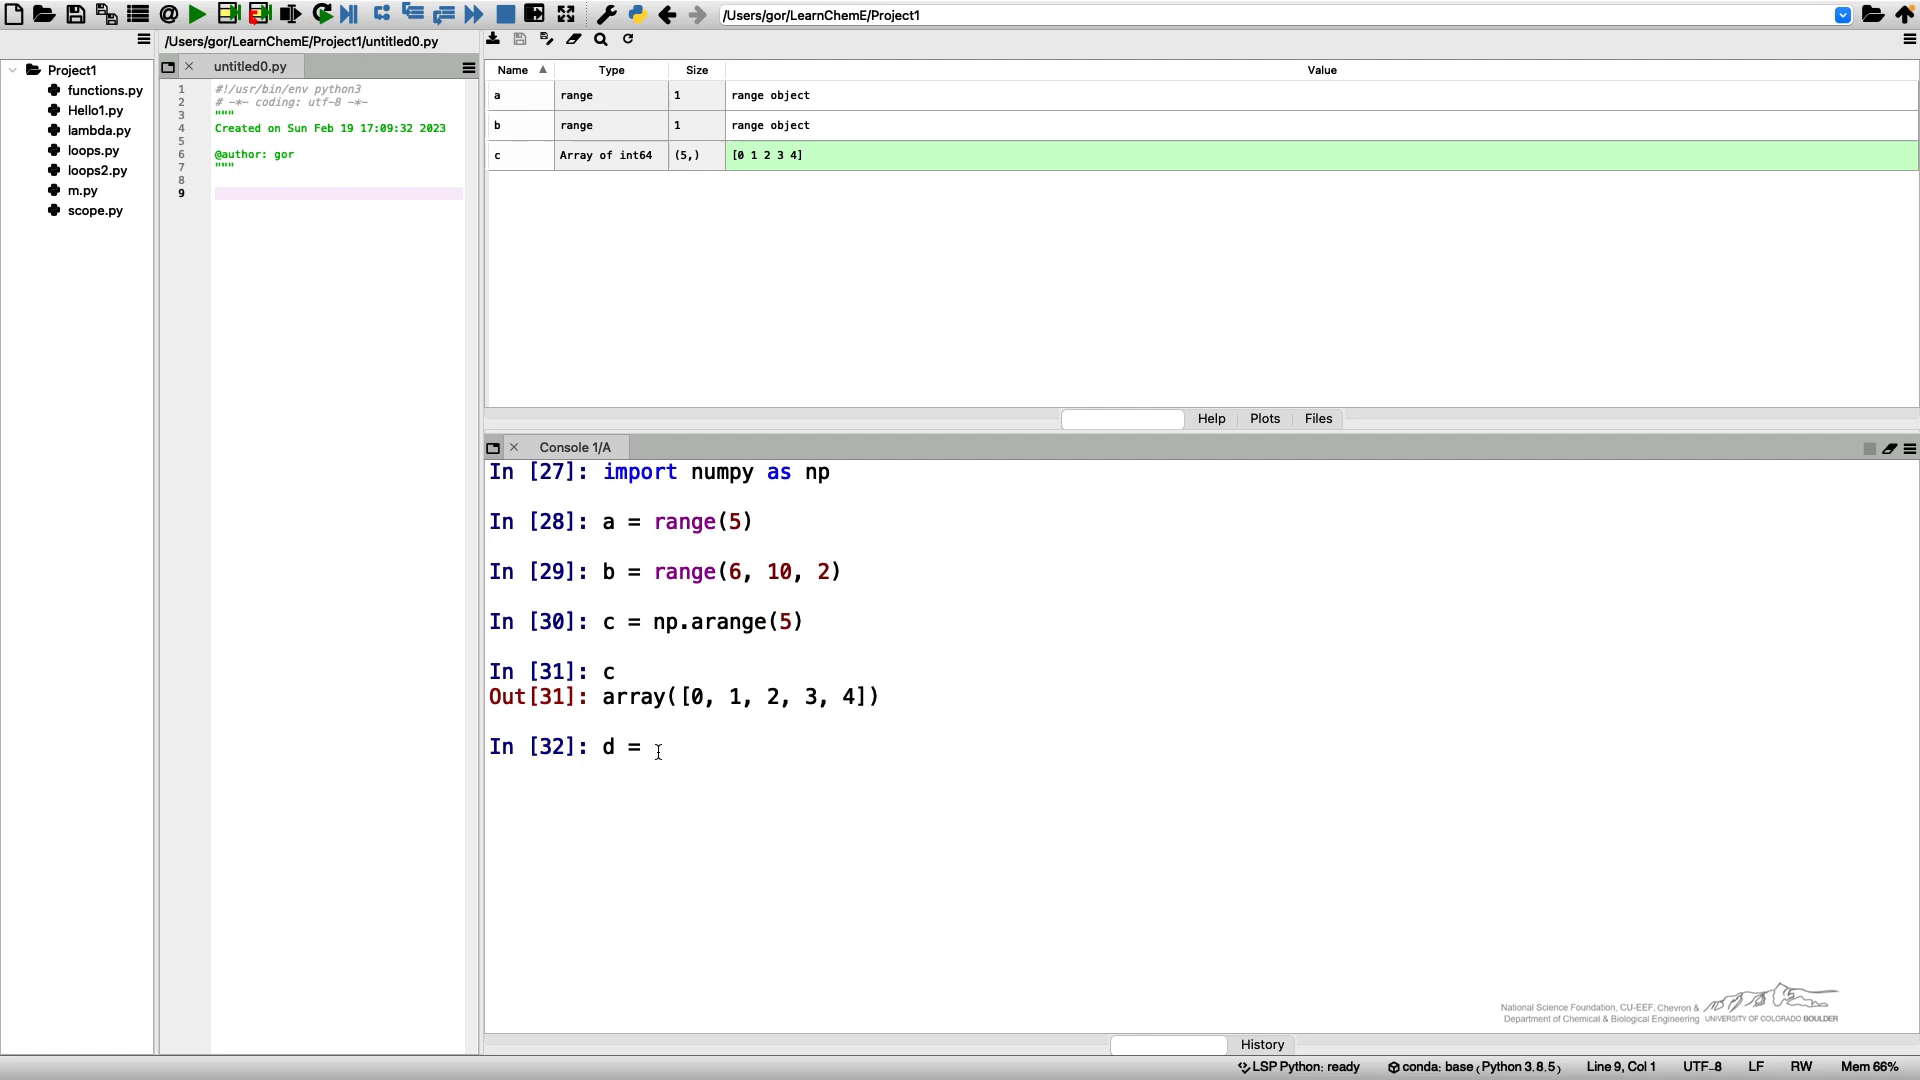 /Users/gor/LearnChemE/Project1
/Users/gor/LearnChemE/Project1/untitled0.py
Project1
functions.py
Hello1.py
lambda.py
loops.py
loops2.py
m.py
scope.py
untitled0.py
1 #!/usr/bin/env python3
2 # -*- coding: utf-8 -*-
3 """
4 Created on Sun Feb 19 17:09:32 2023
5
6 @author: gor
7 """
8
9
Name Type Size Value
a range 1 range object
b range 1 range object
c Array of int64 (5,) [0 1 2 3 4]
Help Plots Files
Console 1/A
In [27]: import numpy as np
In [28]: a = range(5)
In [29]: b = range(6, 10, 2)
In [30]: c = np.arange(5)
In [31]: c
Out[31]: array([0, 1, 2, 3, 4])
In [32]: d =
National Science Foundation, CU-EEF, Chevron &
Department of Chemical & Biological Engineering UNIVERSITY OF COLORADO BOULDER
History
LSP Python: ready conda: base (Python 3.8.5) Line 9, Col 1 UTF-8 LF RW Mem 66%